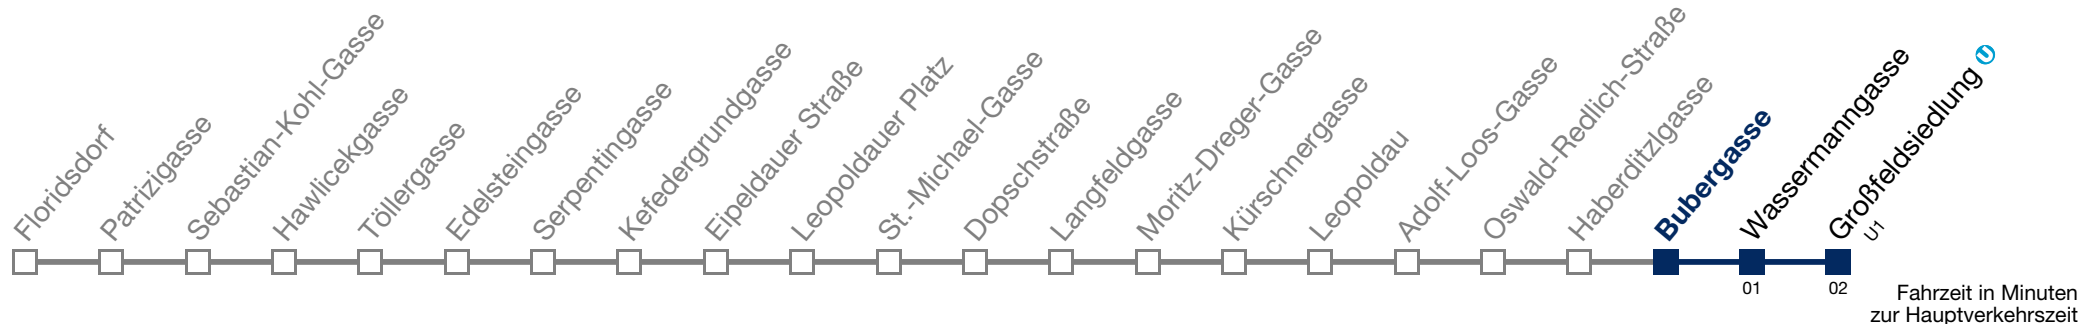 Floridsdorf
Patrizigasse
Sebastian-Kohl-Gasse
Hawlicekgasse
Töllergasse
Edelsteingasse
Serpentingasse
Kefedergrundgasse
Eipeldauer Straße
Leopoldauer Platz
St.-Michael-Gasse
Dopschstraße
Langfeldgasse
Moritz-Dreger-Gasse
Kürschnergasse
Leopoldau
Adolf-Loos-Gasse
Oswald-Redlich-Straße
Haberditzlgasse
Bubergasse
Wassermanngasse
Großfeldsiedlung U
U1
01
02
Fahrzeit in Minuten
zur Hauptverkehrszeit